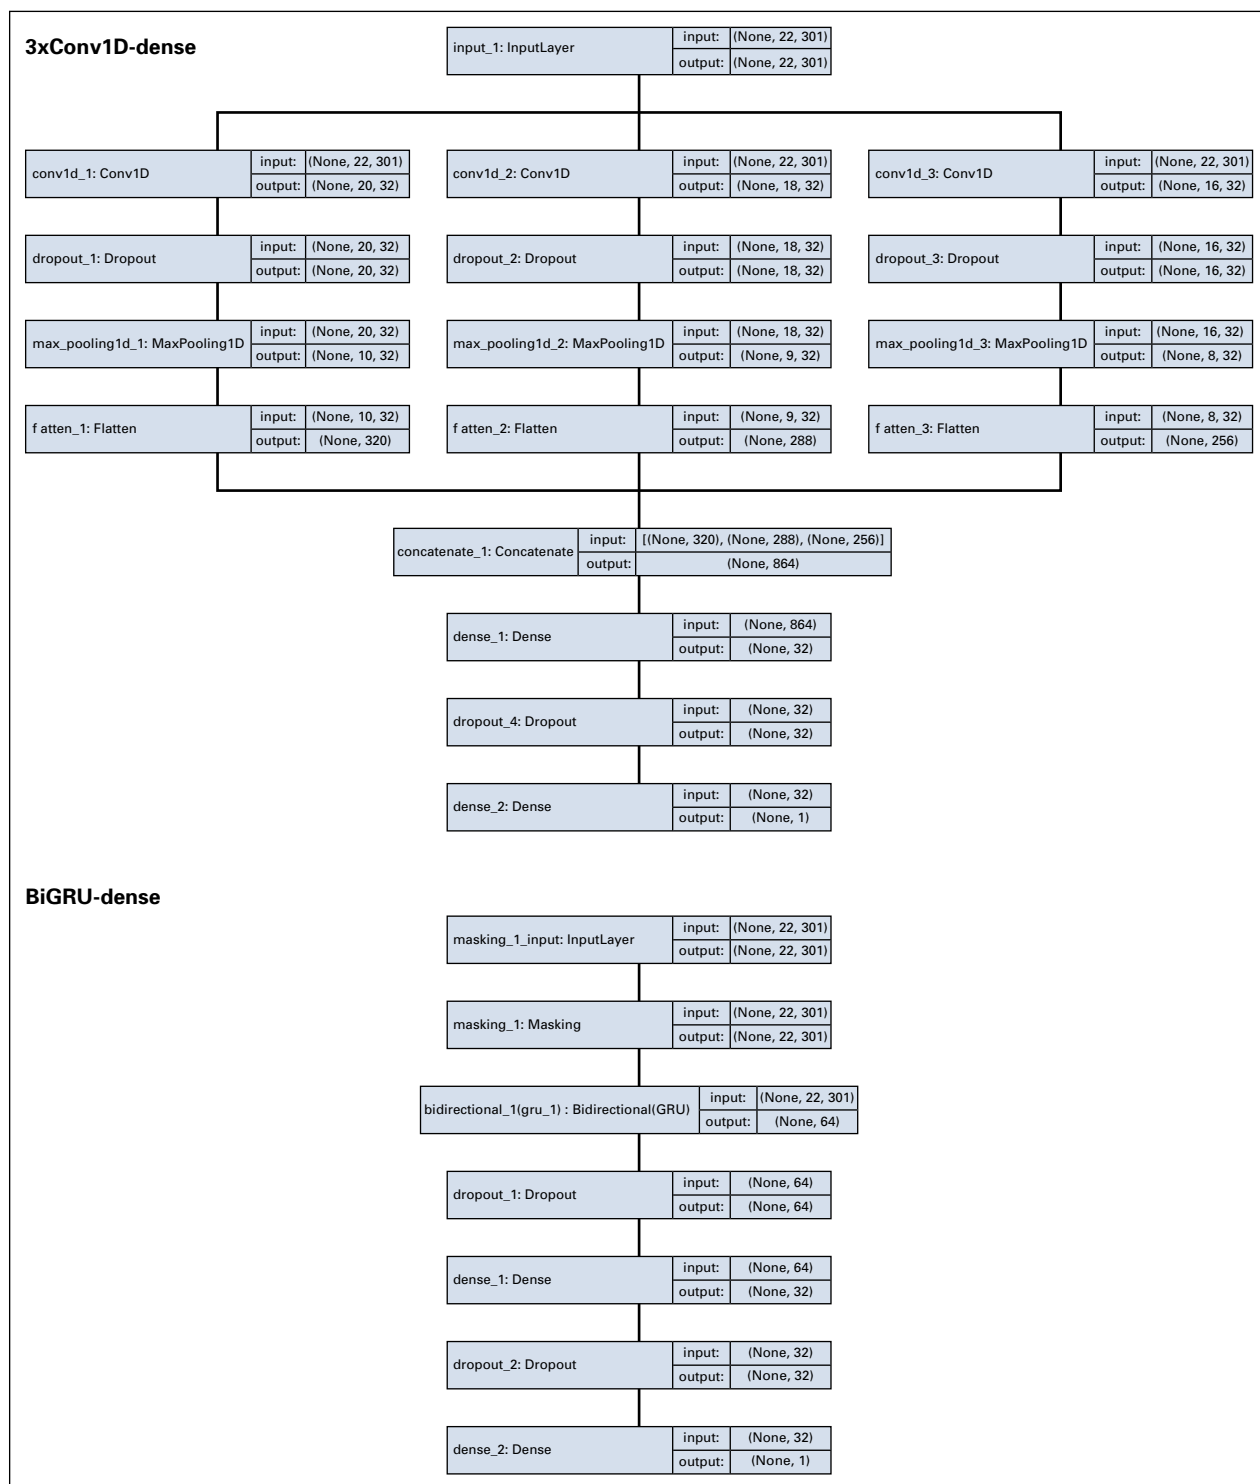 3xConv1D-dense
input_1: InputLayer
input: (None, 22, 301)
output: (None, 22, 301)
conv1d_1: Conv1D
input: (None, 22, 301)
output: (None, 20, 32)
conv1d_2: Conv1D
input: (None, 22, 301)
output: (None, 18, 32)
conv1d_3: Conv1D
input: (None, 22, 301)
output: (None, 16, 32)
dropout_1: Dropout
input: (None, 20, 32)
output: (None, 20, 32)
dropout_2: Dropout
input: (None, 18, 32)
output: (None, 18, 32)
dropout_3: Dropout
input: (None, 16, 32)
output: (None, 16, 32)
max_pooling1d_1: MaxPooling1D
input: (None, 20, 32)
output: (None, 10, 32)
max_pooling1d_2: MaxPooling1D
input: (None, 18, 32)
output: (None, 9, 32)
max_pooling1d_3: MaxPooling1D
input: (None, 16, 32)
output: (None, 8, 32)
f atten_1: Flatten
input: (None, 10, 32)
output: (None, 320)
f atten_2: Flatten
input: (None, 9, 32)
output: (None, 288)
f atten_3: Flatten
input: (None, 8, 32)
output: (None, 256)
concatenate_1: Concatenate
input: [(None, 320), (None, 288), (None, 256)]
output: (None, 864)
dense_1: Dense
input: (None, 864)
output: (None, 32)
dropout_4: Dropout
input: (None, 32)
output: (None, 32)
dense_2: Dense
input: (None, 32)
output: (None, 1)
BiGRU-dense
masking_1_input: InputLayer
input: (None, 22, 301)
output: (None, 22, 301)
masking_1: Masking
input: (None, 22, 301)
output: (None, 22, 301)
bidirectional_1(gru_1) : Bidirectional(GRU)
input: (None, 22, 301)
output: (None, 64)
dropout_1: Dropout
input: (None, 64)
output: (None, 64)
dense_1: Dense
input: (None, 64)
output: (None, 32)
dropout_2: Dropout
input: (None, 32)
output: (None, 32)
dense_2: Dense
input: (None, 32)
output: (None, 1)